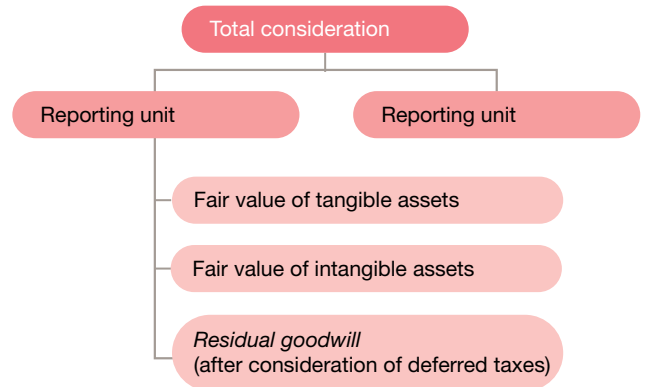 Total consideration
Reporting unit
Reporting unit
Fair value of tangible assets
Fair value of intangible assets
Residual goodwill
(after consideration of deferred taxes)